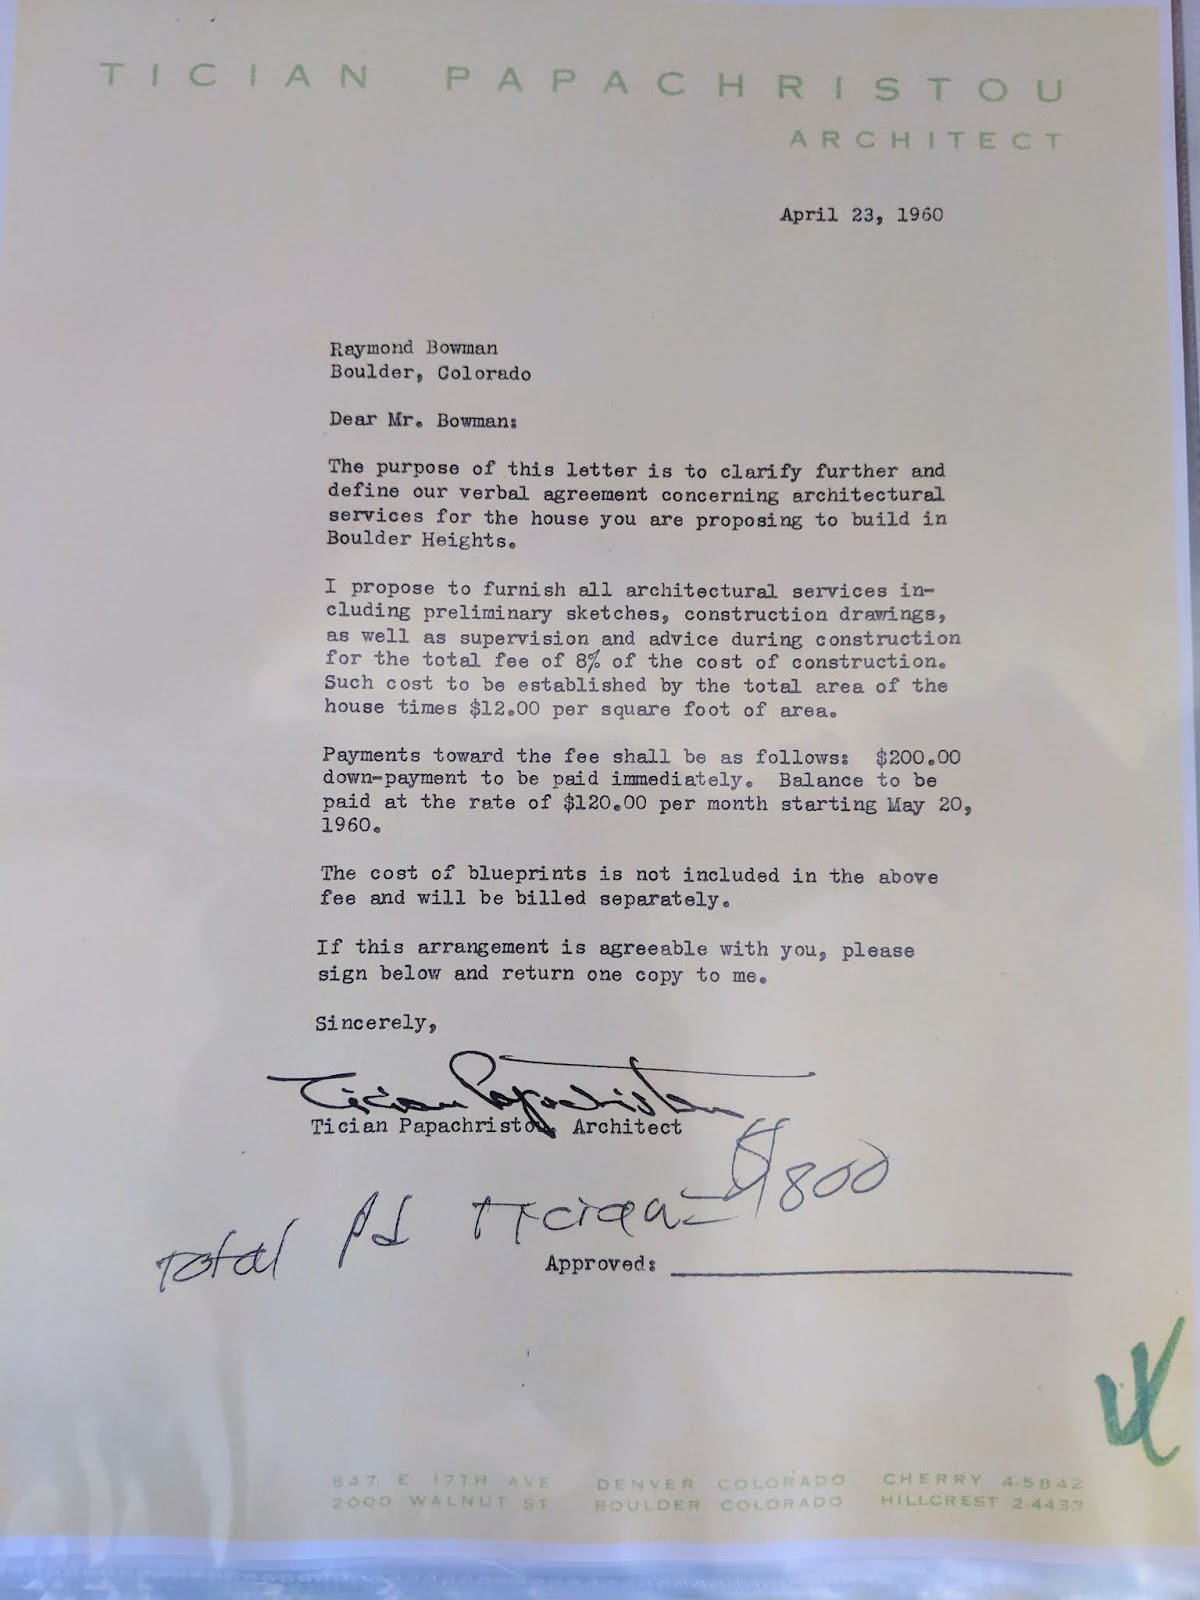 TICIAN PAPACHRISTOU
ARCHITECT
April 23, 1960
Raymond Bowman
Boulder, Colorado
Dear Mr. Bowman:
The purpose of this letter is to clarify further and
define our verbal agreement concerning architectural
services for the house you are proposing to build in
Boulder Heights.
I propose to furnish all architectural services in-
cluding preliminary sketches, construction drawings,
as well as supervision and advice during construction
for the total fee of 8% of the cost of construction.
Such cost to be established by the total area of the
house times $12.00 per square foot of area.
Payments toward the fee shall be as follows: $200.00
down-payment to be paid immediately. Balance to be
paid at the rate of $120.00 per month starting May 20,
1960.
The cost of blueprints is not included in the above
fee and will be billed separately.
If this arrangement is agreeable with you, please
sign below and return one copy to me.
Sincerely,
Tician Papachristou
Tician Papachristou, Architect
Total Pd Tician = $1800
Approved:
847 E. 17TH AVE DENVER COLORADO CHERRY 4-5842
2000 WALNUT ST BOULDER COLORADO HILLCREST 2-4433